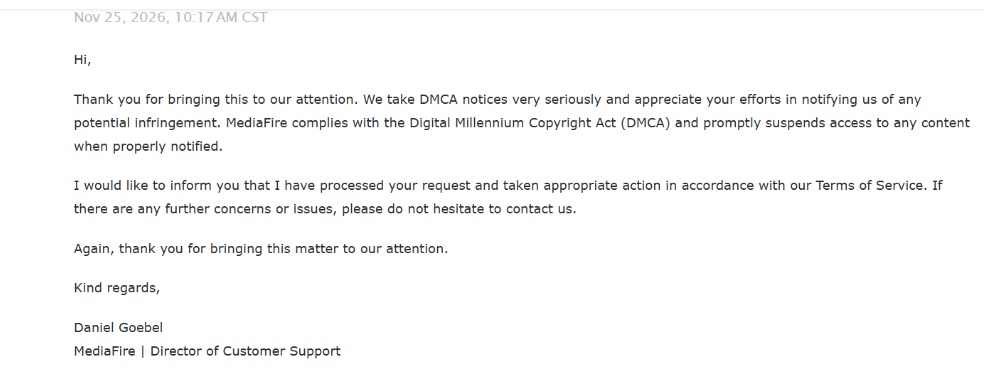 Nov 25, 2026, 10:17 AM CST
Hi,
Thank you for bringing this to our attention. We take DMCA notices very seriously and appreciate your efforts in notifying us of any
potential infringement. MediaFire complies with the Digital Millennium Copyright Act (DMCA) and promptly suspends access to any content
when properly notified.
I would like to inform you that I have processed your request and taken appropriate action in accordance with our Terms of Service. If
there are any further concerns or issues, please do not hesitate to contact us.
Again, thank you for bringing this matter to our attention.
Kind regards,
Daniel Goebel
MediaFire | Director of Customer Support